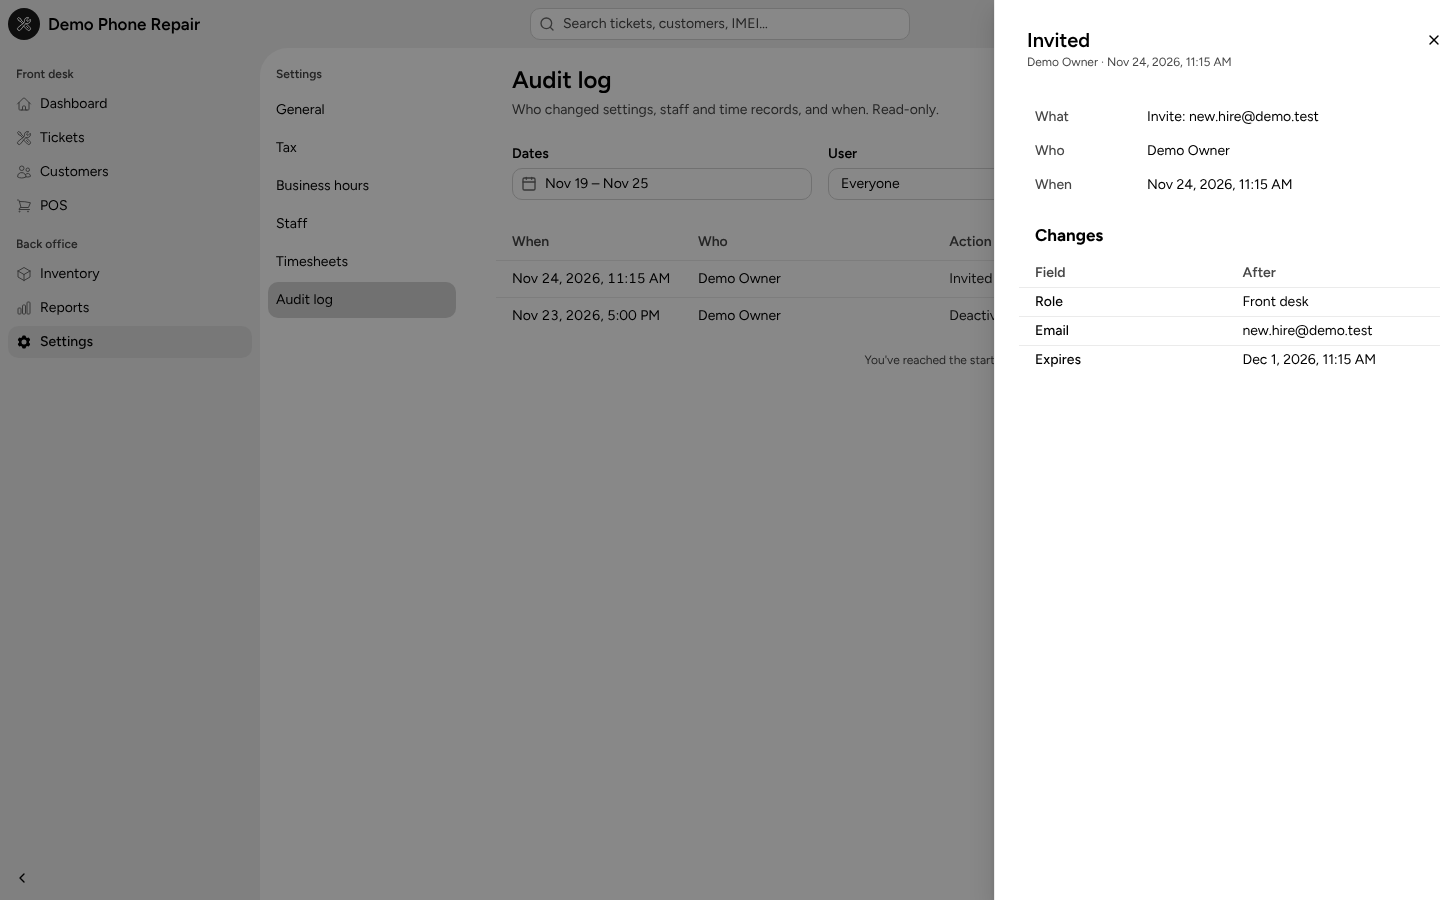 Demo Phone Repair
Search tickets, customers, IMEI...
Front desk
Dashboard
Tickets
Customers
POS
Back office
Inventory
Reports
Settings
Settings
General
Tax
Business hours
Staff
Timesheets
Audit log
Audit log
Who changed settings, staff and time records, and when. Read-only.
Dates
User
Nov 19 – Nov 25
Everyone
When Who Action
Nov 24, 2026, 11:15 AM Demo Owner Invited
Nov 23, 2026, 5:00 PM Demo Owner
You've reached the start
Invited
Demo Owner · Nov 24, 2026, 11:15 AM
What Invite: new.hire@demo.test
Who Demo Owner
When Nov 24, 2026, 11:15 AM
Changes
Field After
Role Front desk
Email new.hire@demo.test
Expires Dec 1, 2026, 11:15 AM